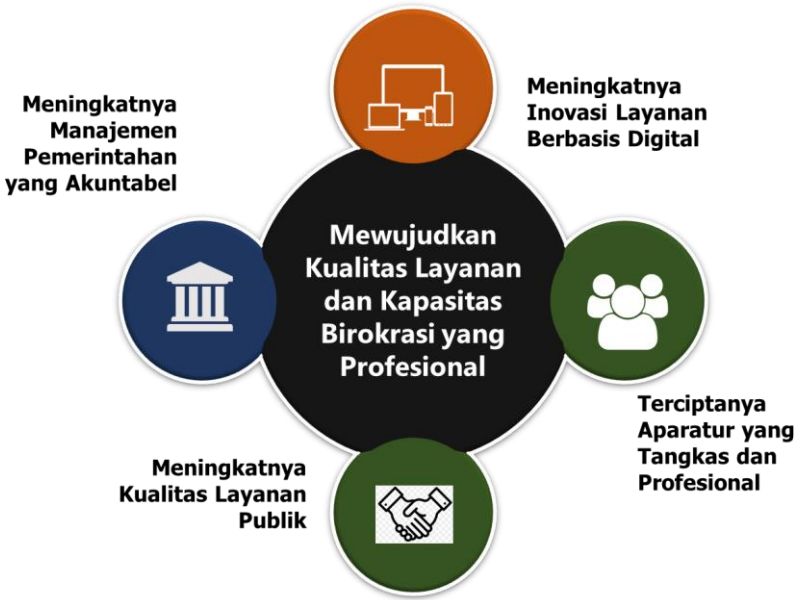 Meningkatnya
Manajemen
Pemerintahan
yang Akuntabel
Meningkatnya
Inovasi Layanan
Berbasis Digital
Mewujudkan
Kualitas Layanan
dan Kapasitas
Birokrasi yang
Profesional
Terciptanya
Aparatur yang
Tangkas dan
Profesional
Meningkatnya
Kualitas Layanan
Publik